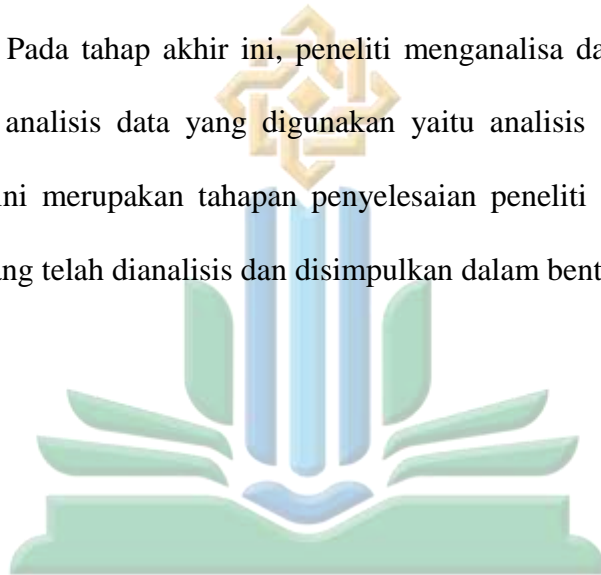 Pada tahap akhir ini, peneliti menganalisa da
analisis data yang digunakan yaitu analisis
ini merupakan tahapan penyelesaian peneliti
ang telah dianalisis dan disimpulkan dalam bent